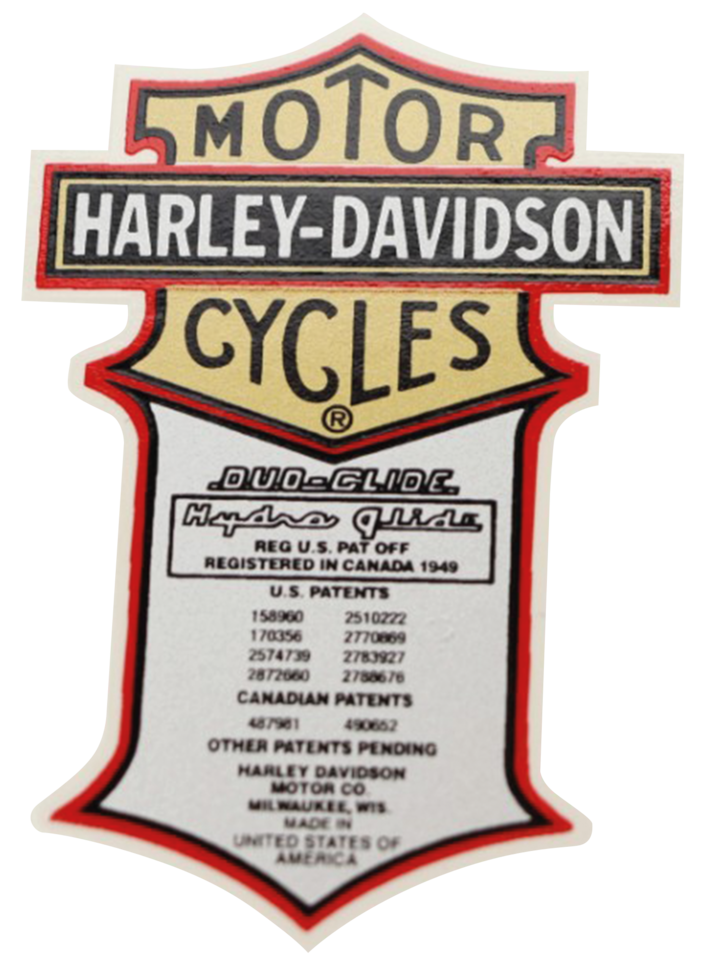 MOTOR
HARLEY-DAVIDSON
CYCLES
®
DUO-GLIDE
Hydra Glide
REG U.S. PAT OFF
REGISTERED IN CANADA 1949
U.S. PATENTS
158960 2510222
170356 2770869
2574739 2783927
2872660 2788676
CANADIAN PATENTS
487981 490652
OTHER PATENTS PENDING
HARLEY DAVIDSON
MOTOR CO.
MILWAUKEE, WIS.
MADE IN
UNITED STATES OF
AMERICA